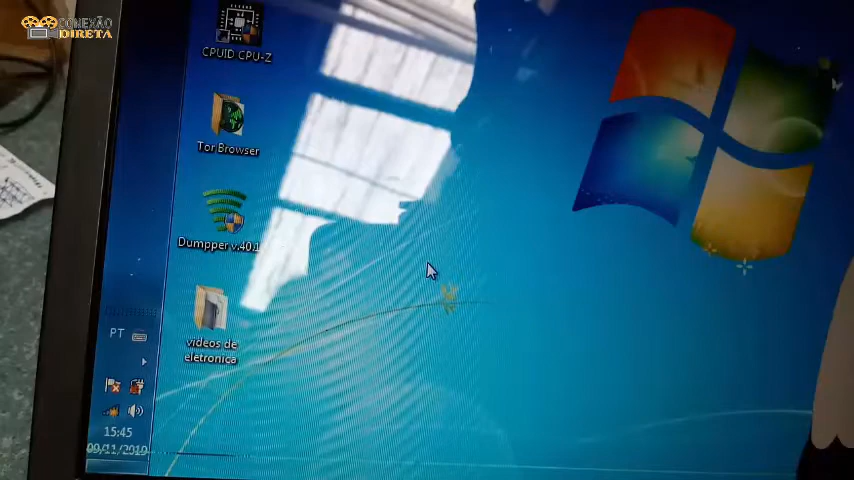 CONEXÃO
DIRETA
CPUID CPU-Z
Tor Browser
Dumpper v.40.1
videos de
eletronica
PT
15:45
09/11/2019